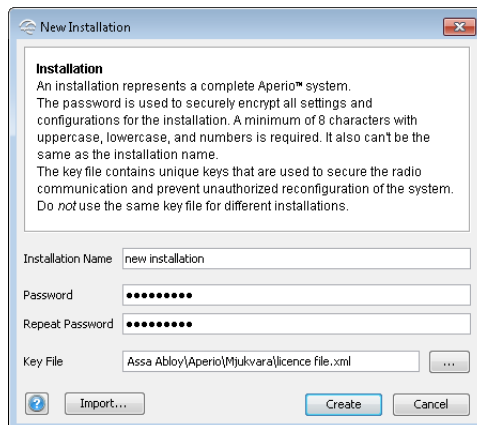 New Installation
Installation
An installation represents a complete Aperio™ system.
The password is used to securely encrypt all settings and
configurations for the installation. A minimum of 8 characters with
uppercase, lowercase, and numbers is required. It also can't be the
same as the installation name.
The key file contains unique keys that are used to secure the radio
communication and prevent unauthorized reconfiguration of the system.
Do not use the same key file for different installations.
Installation Name new installation
Password •••••••••
Repeat Password •••••••••
Key File Assa Abloy\Aperio\Mjukvara\licence file.xml ...
? Import... Create Cancel